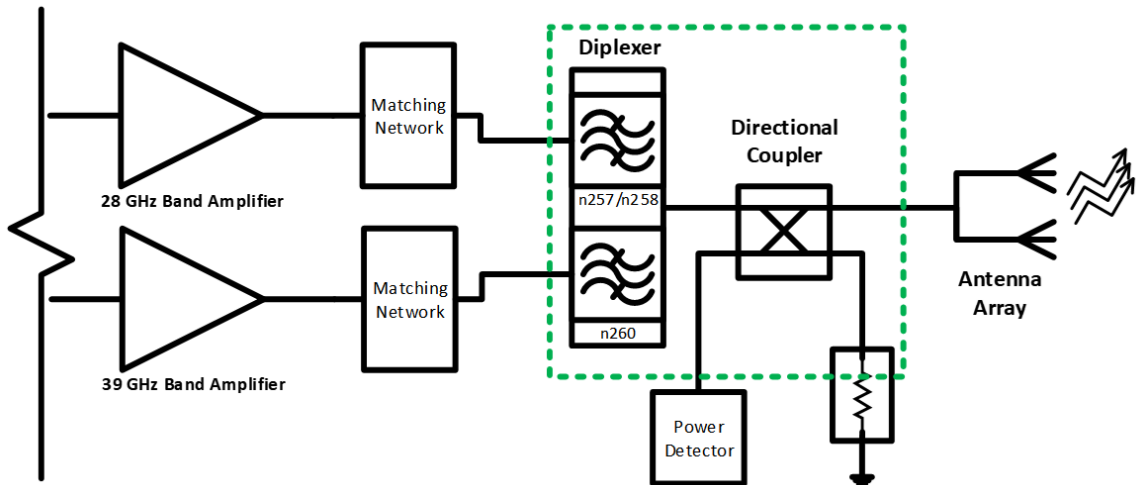 Diplexer
Matching
Network
Directional
Coupler
28 GHz Band Amplifier
n257/n258
Matching
Network
Antenna
Array
n260
39 GHz Band Amplifier
Power
Detector